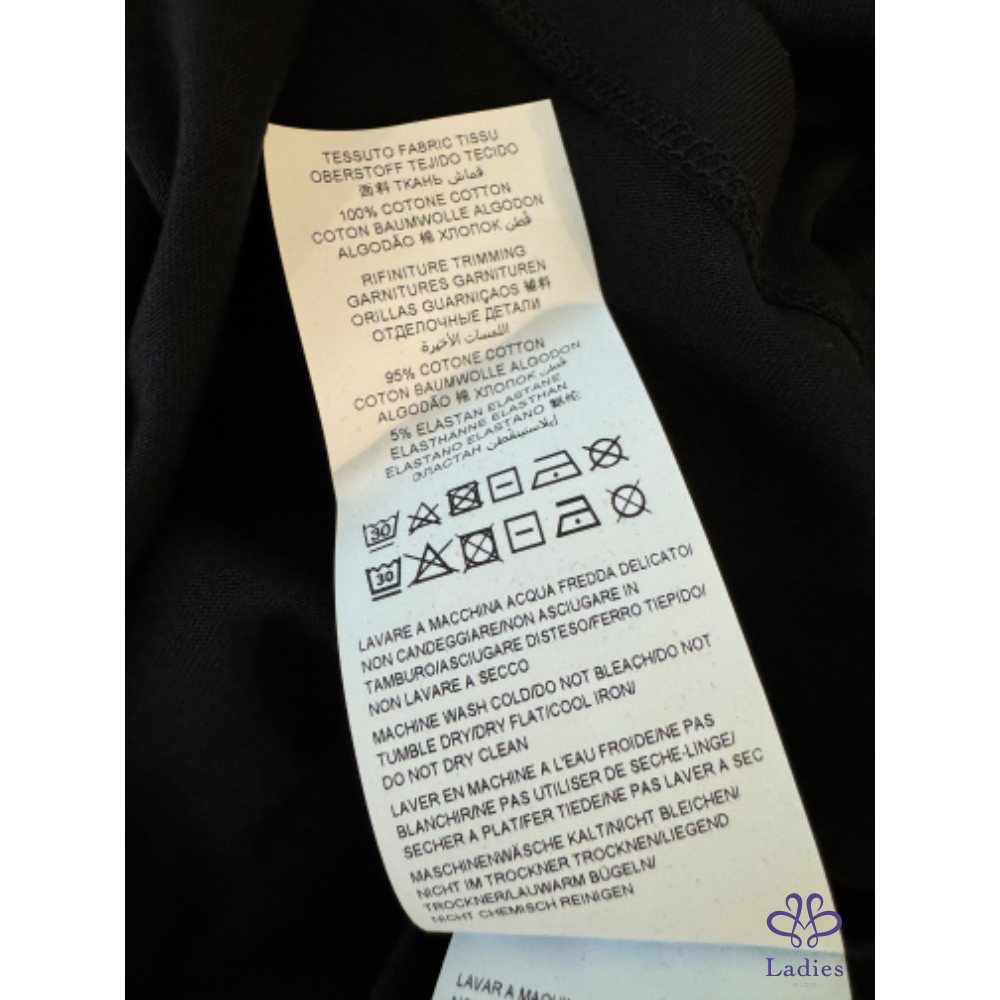 TESSUTO FABRIC TISSU
OBERSTOFF TEJIDO TECIDO
面料 ТКАНЬ قماش
100% COTONE COTTON
COTON BAUMWOLLE ALGODON
ALGODÃO 棉 ХЛОПОК قطن
RIFINITURE TRIMMING
GARNITURES GARNITUREN
ORILLAS GUARNIÇAOS 辅料
ОТДЕЛОЧНЫЕ ДЕТАЛИ
اللمسات الأخيرة
95% COTONE COTTON
COTON BAUMWOLLE ALGODON
ALGODÃO 棉 ХЛОПОК قطن
5% ELASTAN ELASTANE
ELASTHANNE ELASTHAN
ELASTANO ELASTANO
ЭЛАСТАН
30
30
LAVARE A MACCHINA ACQUA FREDDA DELICATO/
NON CANDEGGIARE/NON ASCIUGARE IN
TAMBURO/ASCIUGARE DISTESO/FERRO TIEPIDO/
NON LAVARE A SECCO
MACHINE WASH COLD/DO NOT BLEACH/DO NOT
TUMBLE DRY/DRY FLAT/COOL IRON/
DO NOT DRY CLEAN
LAVER EN MACHINE A L'EAU FROIDE/NE PAS
BLANCHIR/NE PAS UTILISER DE SECHE-LINGE/
SECHER A PLAT/FER TIEDE/NE PAS LAVER A SEC
MASCHINENWÄSCHE KALT/NICHT BLEICHEN/
NICHT IM TROCKNER TROCKNEN/LIEGEND
TROCKNER/LAUWARM BÜGELN/
NICHT CHEMISCH REINIGEN
LAVAR A
Ladies